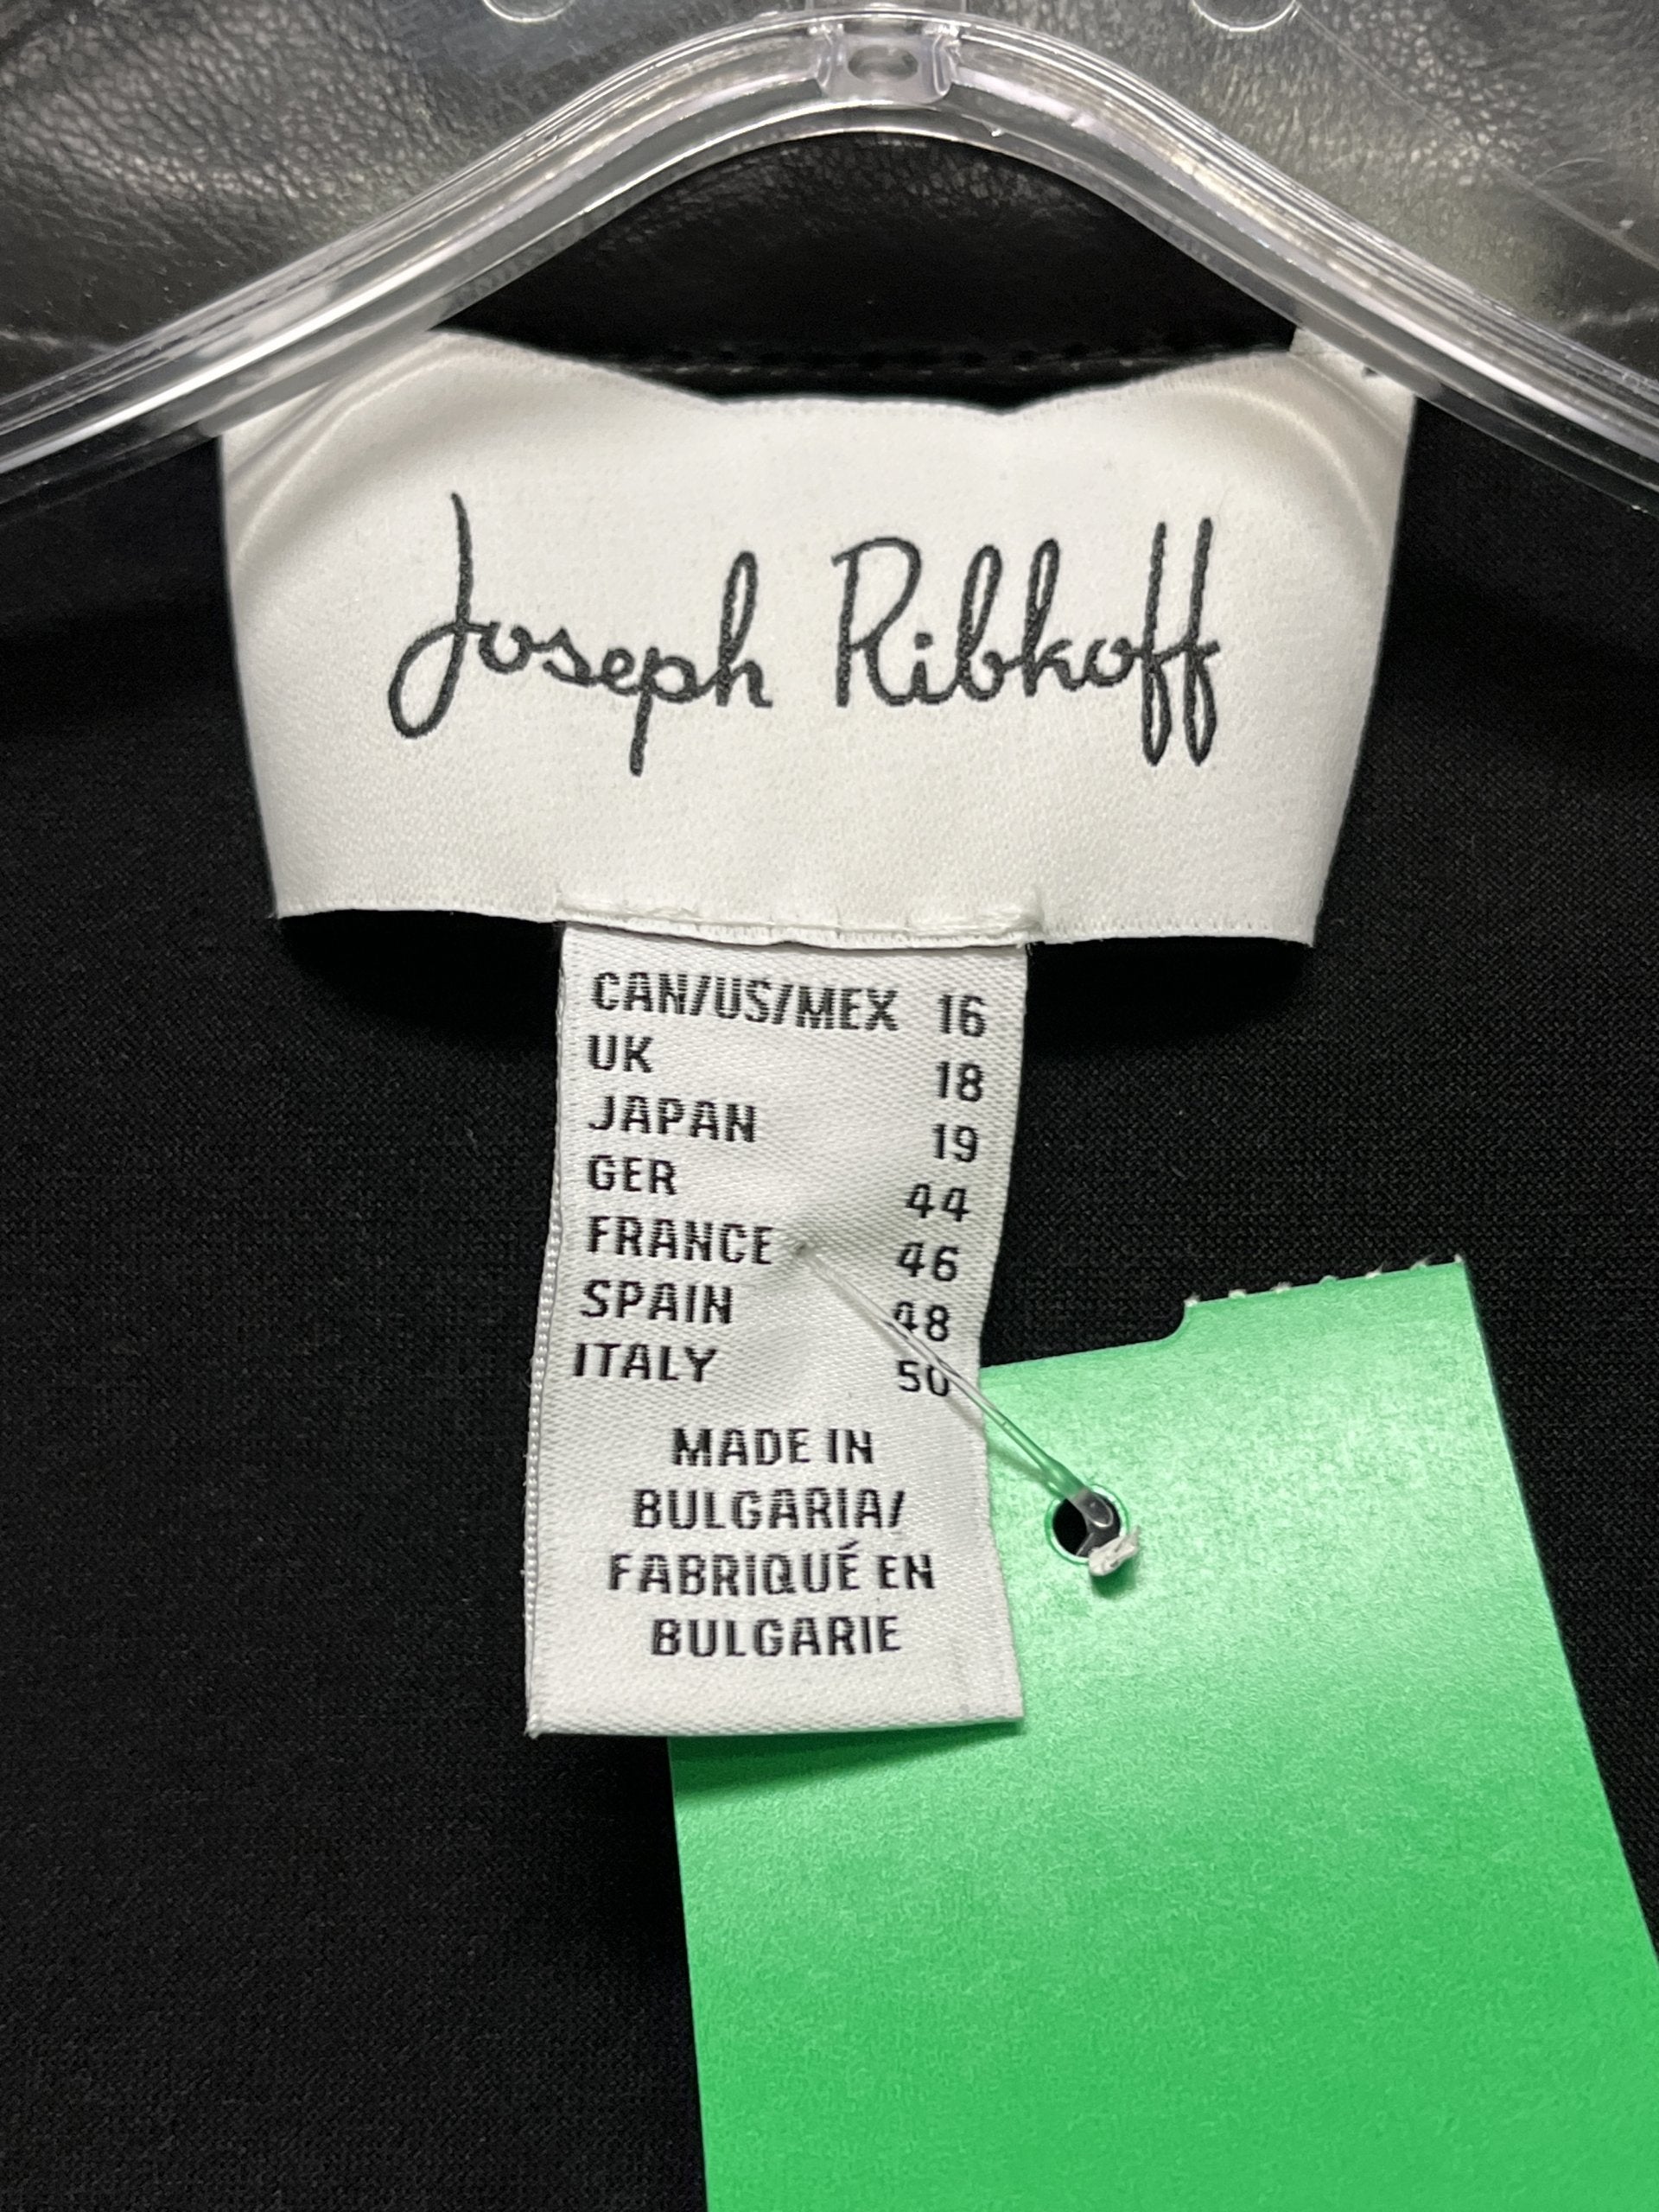 Joseph Ribkoff
CAN/US/MEX 16
UK 18
JAPAN 19
GER 44
FRANCE 46
SPAIN 48
ITALY 50
MADE IN
BULGARIA/
FABRIQUÉ EN
BULGARIE